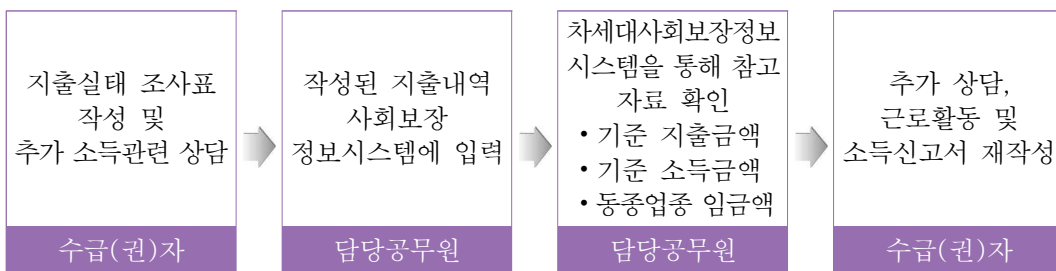 지출실태 조사표
작성 및
추가 소득관련 상담
수급(권)자
작성된 지출내역
사회보장
정보시스템에 입력
담당공무원
차세대사회보장정보
시스템을 통해 참고
자료 확인
• 기준 지출금액
• 기준 소득금액
• 동종업종 임금액
담당공무원
추가 상담,
근로활동 및
소득신고서 재작성
수급(권)자